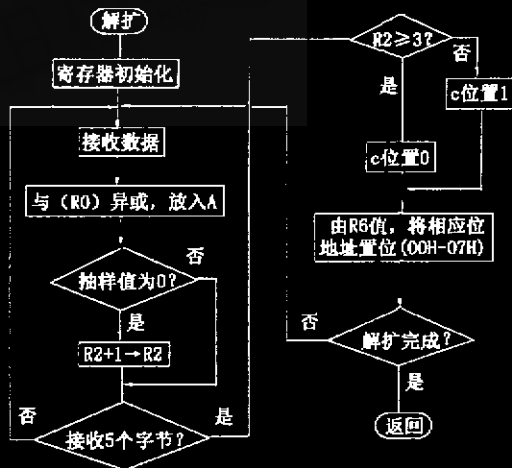 解扩
寄存器初始化
接收数据
与（R0）异或，放入A
抽样值为0？
否
是
R2+1→R2
接收5个字节？
否
是
R2≥3？
否
是
c位置1
c位置0
由R6值，将相应位
地址置位(00H-07H)
解扩完成？
否
是
返回